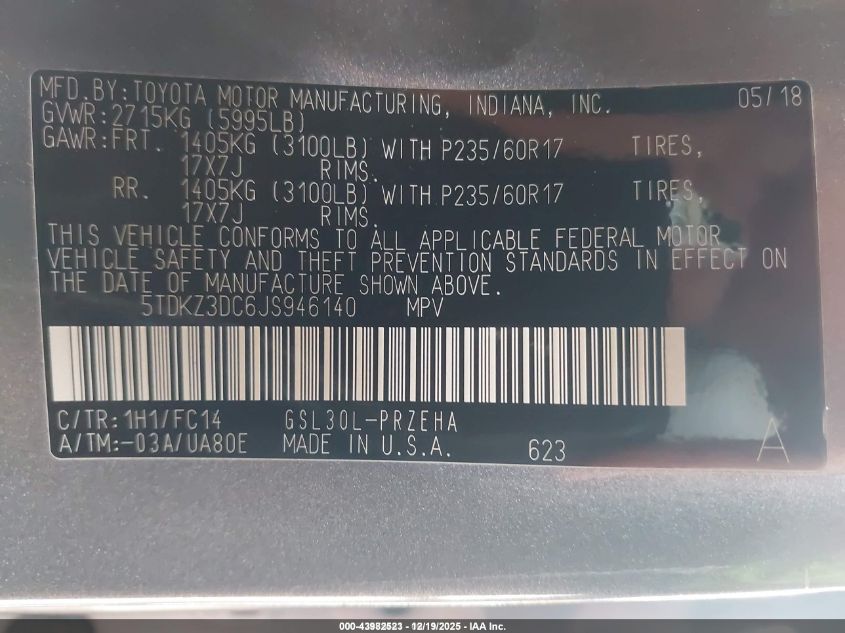 MFD.BY:TOYOTA MOTOR MANUFACTURING, INDIANA, INC. 05/18
GVWR:2715KG (5995LB)
GAWR:FRT. 1405KG (3100LB) WITH P235/60R17 TIRES,
17X7J RIMS.
RR. 1405KG (3100LB) WITH P235/60R17 TIRES,
17X7J RIMS.
THIS VEHICLE CONFORMS TO ALL APPLICABLE FEDERAL MOTOR
VEHICLE SAFETY AND THEFT PREVENTION STANDARDS IN EFFECT ON
THE DATE OF MANUFACTURE SHOWN ABOVE.
5TDKZ3DC6JS946140 MPV
C/TR:1H1/FC14 GSL30L-PRZEHA
A/TM:-03A/UA80E MADE IN U.S.A. 623 A
000-43982523 - 12/19/2025 - IAA Inc.